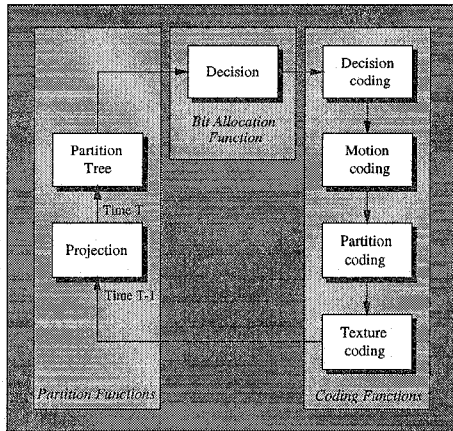 Decision
Decision
coding
Bit Allocation
Function
Partition
Tree
Motion
coding
Time T
Projection
Partition
coding
Time T-1
Texture
coding
Partition Functions
Coding Functions